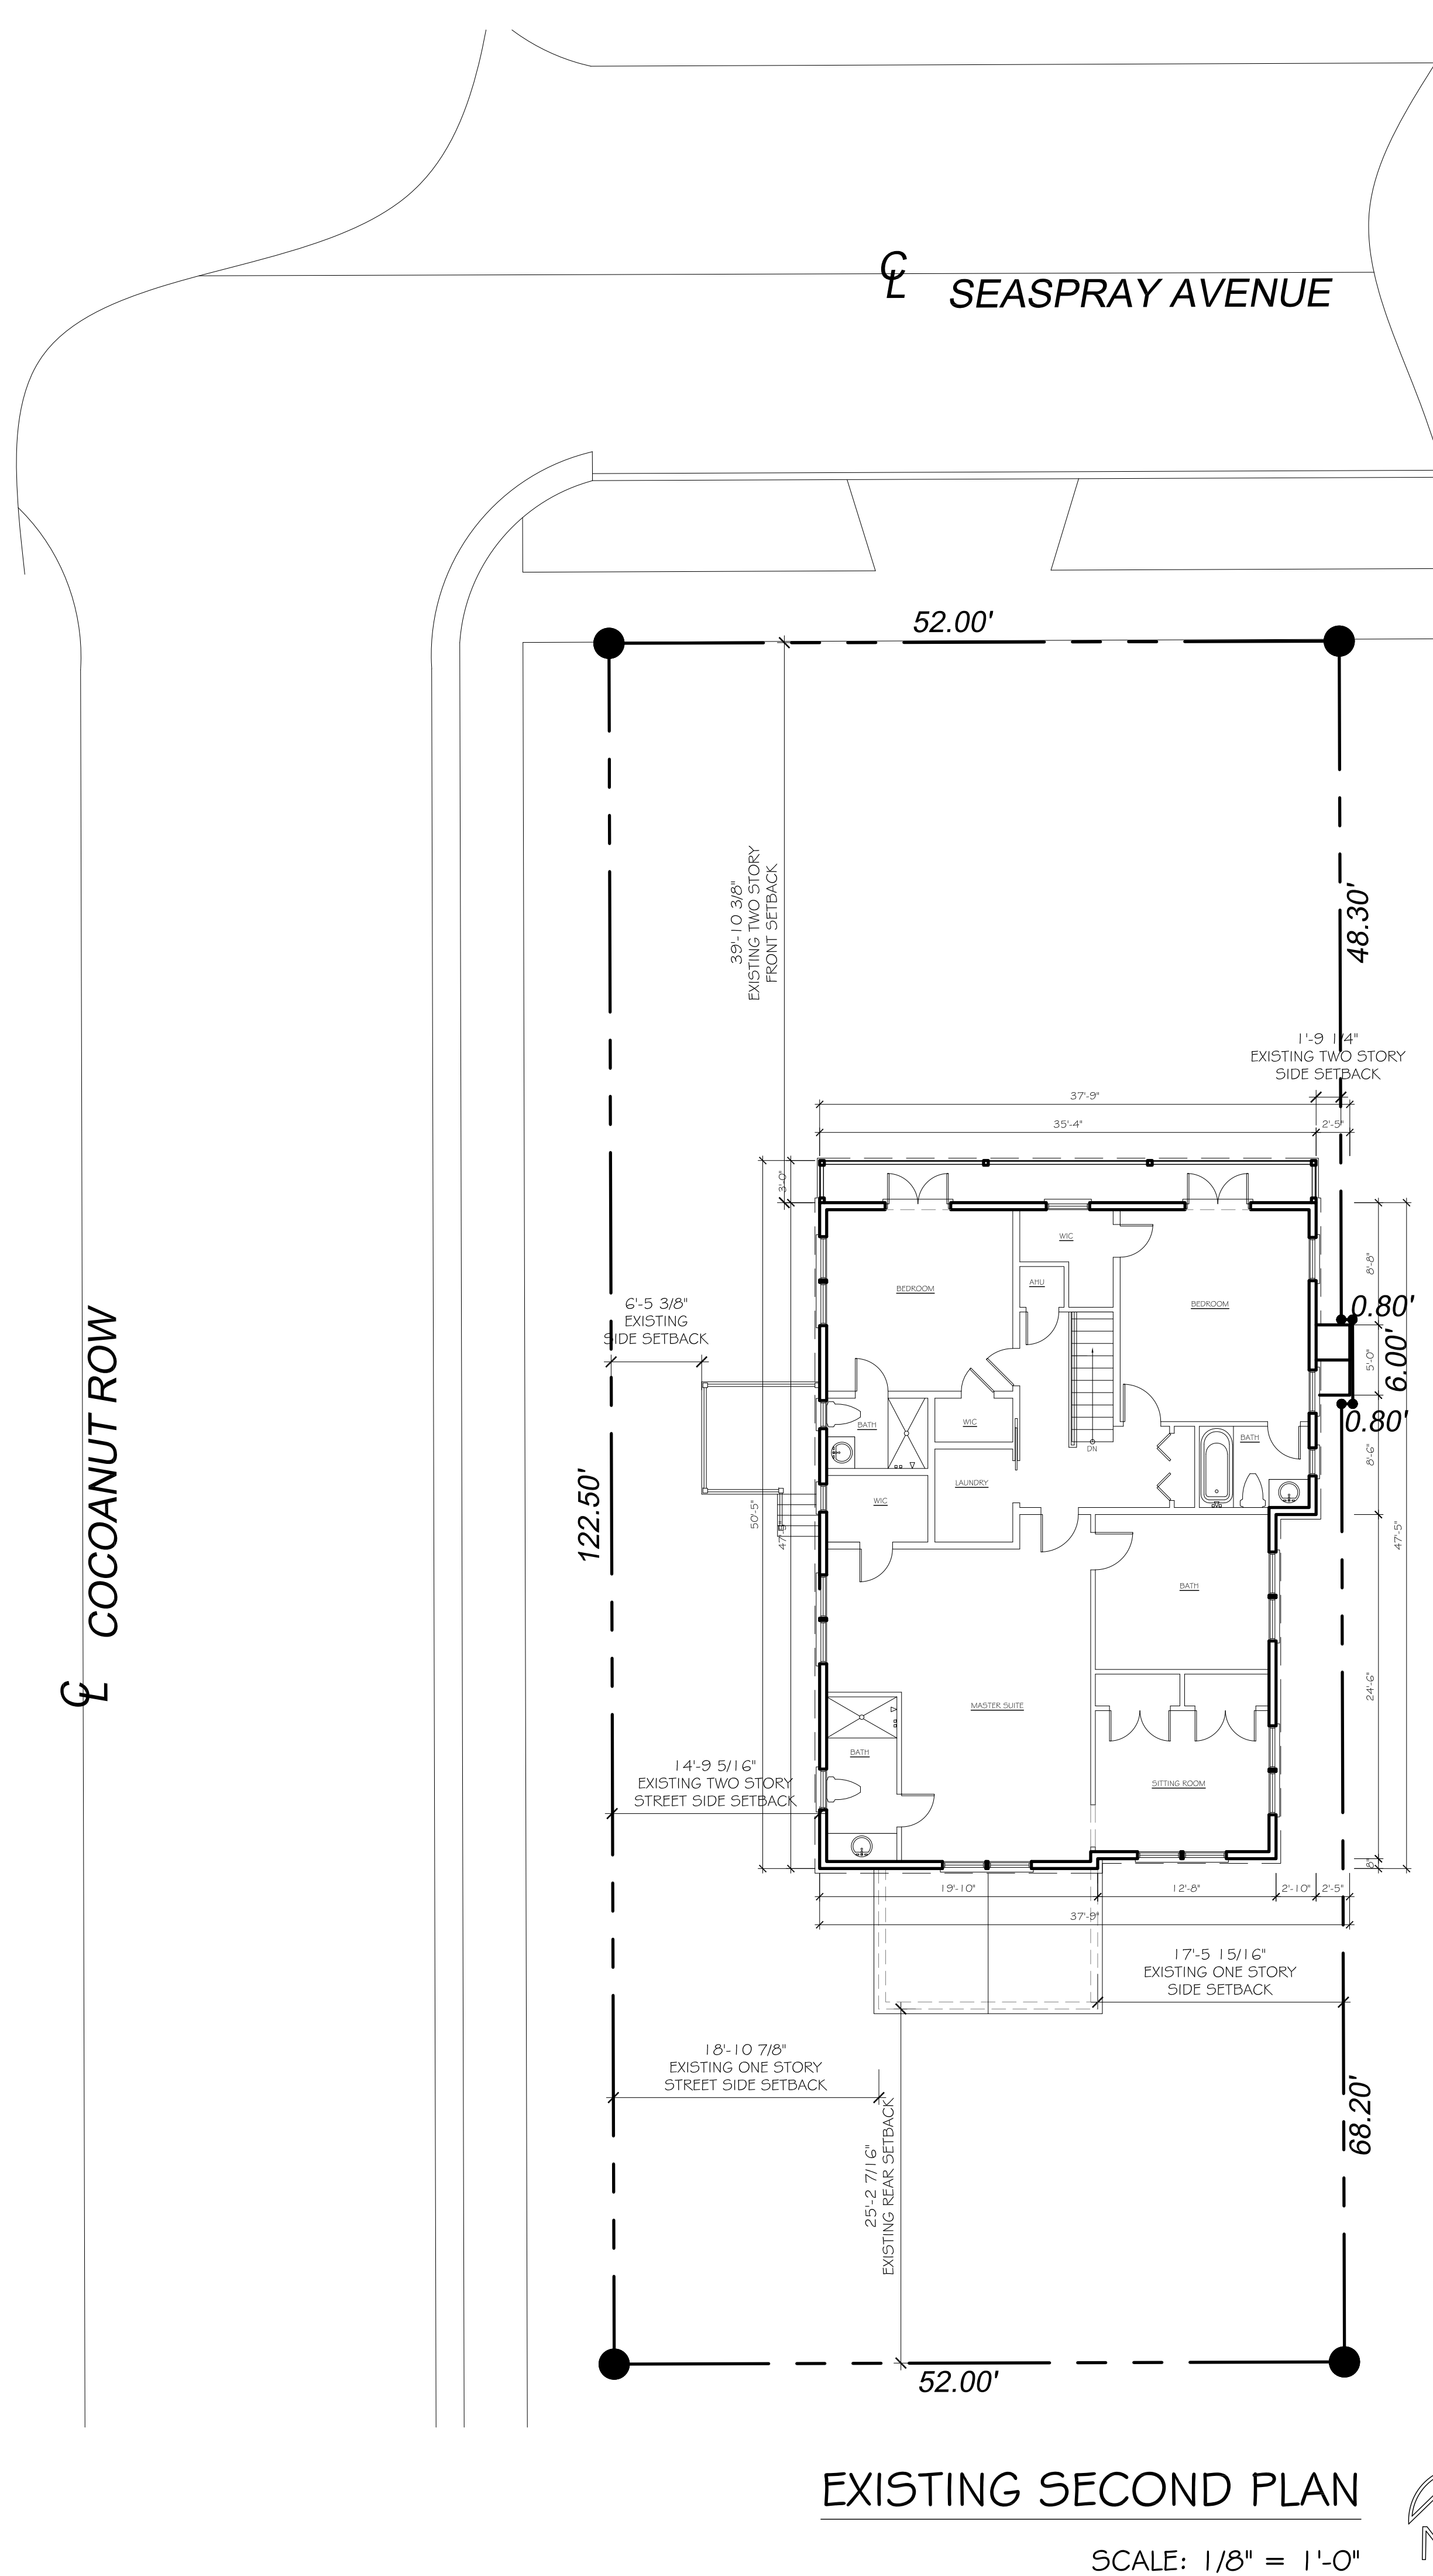 CL
SEASPRAY AVENUE
52.00'
39'-10 3/8"
EXISTING TWO STORY
FRONT SETBACK
48.30'
1'-9 1/4"
EXISTING TWO STORY
SIDE SETBACK
37'-9"
35'-4"
2'-5"
3'-0"
WIC
BEDROOM
AHU
BEDROOM
8'-8"
0.80'
5'-0"
6.00'
0.80'
8'-6"
6'-5 3/8"
EXISTING
SIDE SETBACK
BATH
WIC
DN
BATH
WIC
LAUNDRY
122.50'
50'-5"
47'-5"
47'-5"
BATH
COCOANUT ROW
CL
MASTER SUITE
24'-6"
BATH
SITTING ROOM
14'-9 5/16"
EXISTING TWO STORY
STREET SIDE SETBACK
8"
19'-10"
12'-8"
2'-10"
2'-5"
37'-9"
17'-5 15/16"
EXISTING ONE STORY
SIDE SETBACK
18'-10 7/8"
EXISTING ONE STORY
STREET SIDE SETBACK
25'-2 7/16"
EXISTING REAR SETBACK
68.20'
52.00'
EXISTING SECOND PLAN
SCALE: 1/8" = 1'-0"